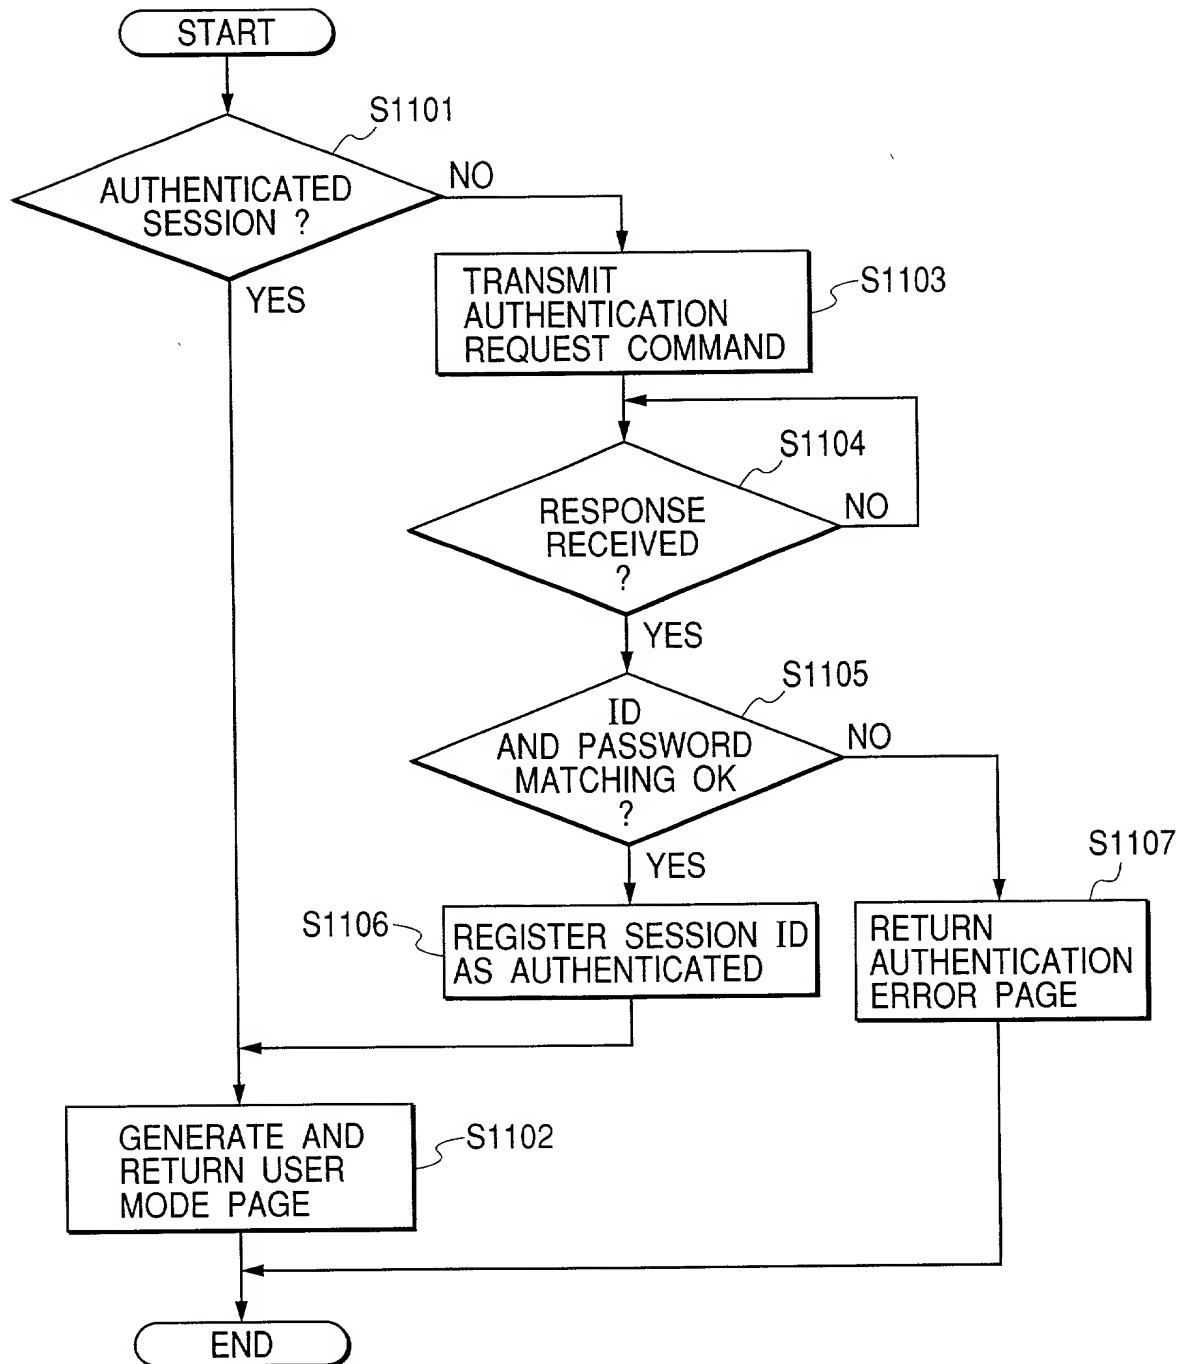 START
S1101
AUTHENTICATED
SESSION ?
NO
YES
TRANSMIT
AUTHENTICATION
REQUEST COMMAND
S1103
S1104
RESPONSE
RECEIVED
?
NO
YES
S1105
ID
AND PASSWORD
MATCHING OK
?
NO
YES
S1106
REGISTER SESSION ID
AS AUTHENTICATED
S1107
RETURN
AUTHENTICATION
ERROR PAGE
GENERATE AND
RETURN USER
MODE PAGE
S1102
END